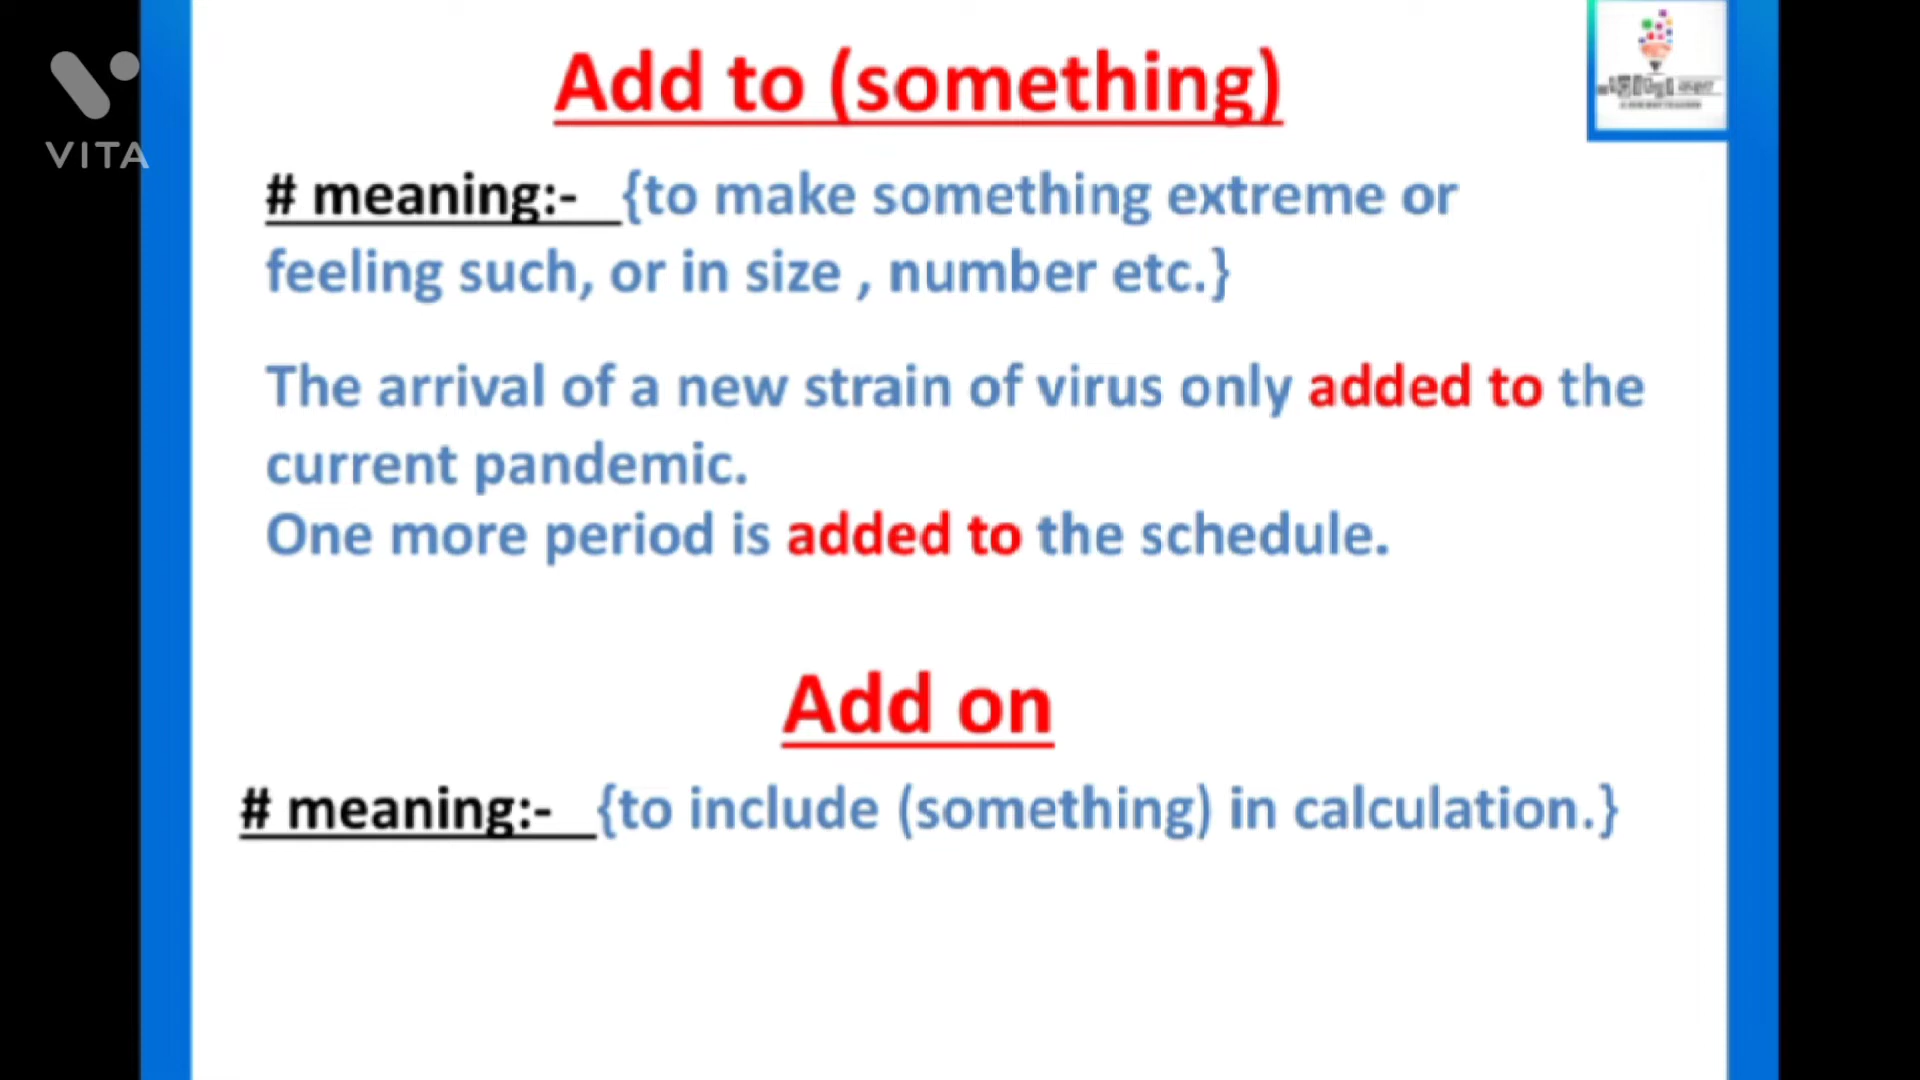 VITA
Add to (something)
# meaning:- {to make something extreme or
feeling such, or in size , number etc.}
The arrival of a new strain of virus only added to the
current pandemic.
One more period is added to the schedule.
Add on
# meaning:- {to include (something) in calculation.}